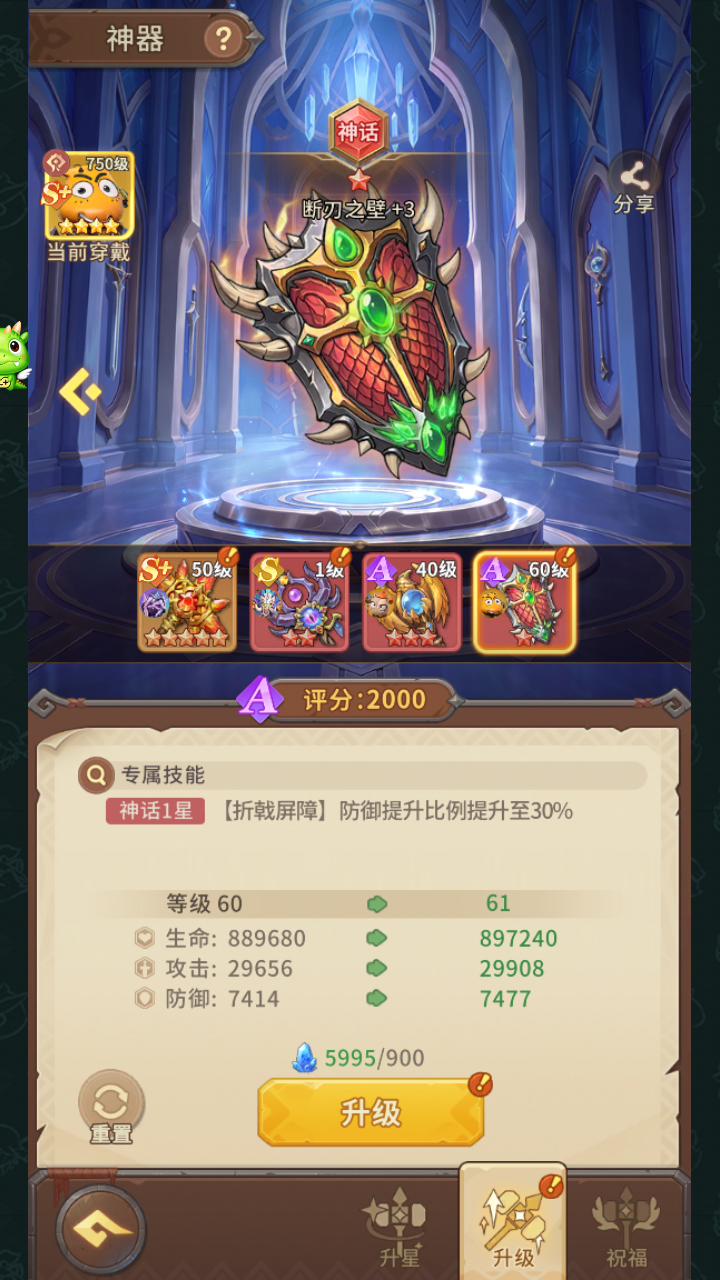 神器 ?
神话
750级
S+
当前穿戴
断刃之壁 +3
分享
S+ 50级
S 1级
A 40级
A 60级
A 评分:2000
专属技能
神话1星 【折戟屏障】防御提升比例提升至30%
等级 60 61
生命: 889680 897240
攻击: 29656 29908
防御: 7414 7477
5995/900
升级
重置
升星
升级
祝福